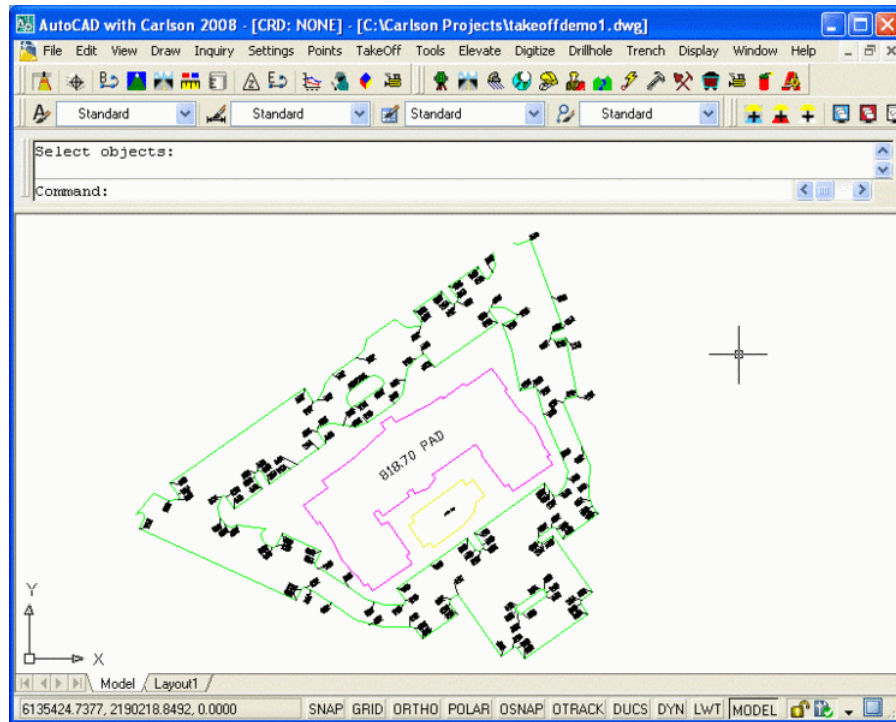 AutoCAD with Carlson 2008 - [CRD: NONE] - [C:\Carlson Projects\takeoffdemo1.dwg]
File Edit View Draw Inquiry Settings Points TakeOff Tools Elevate Digitize Drillhole Trench Display Window Help
Standard Standard Standard Standard
Select objects:
Command:
818.70 PAD
Y
X
Model Layout1
6135424.7377, 2190218.8492, 0.0000 SNAP GRID ORTHO POLAR OSNAP OTRACK DUCS DYN LWT MODEL